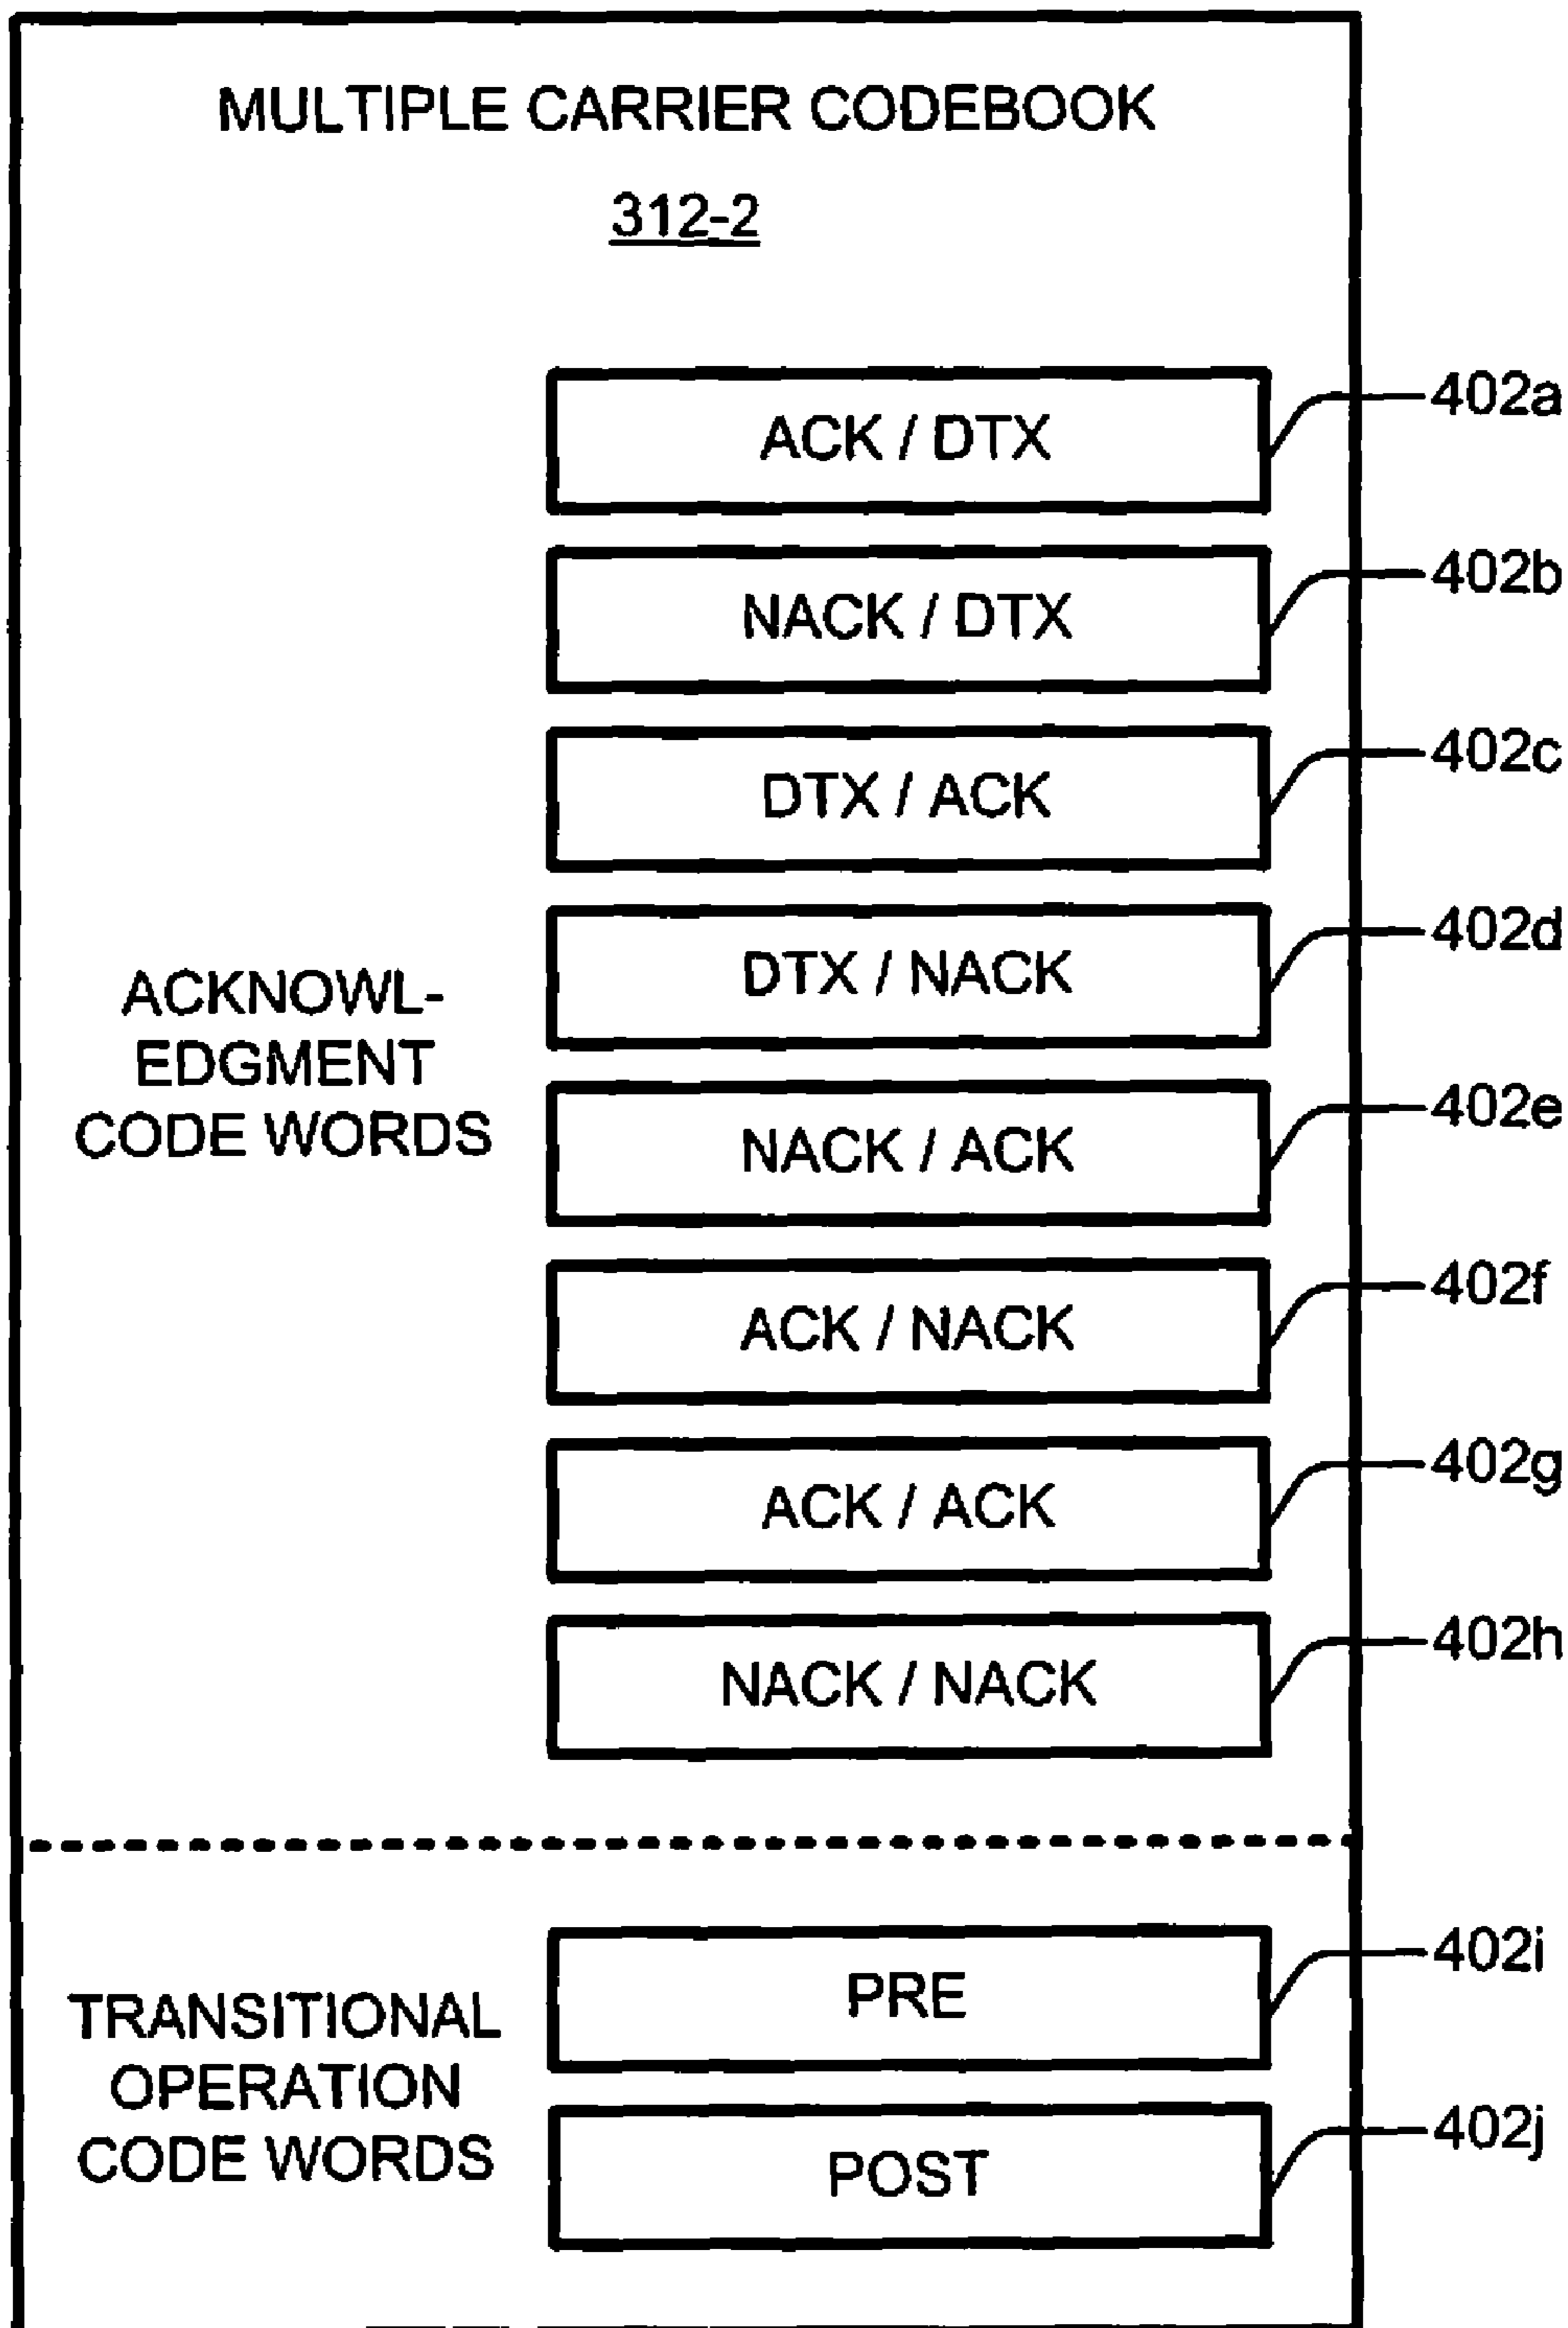 MULTIPLE CARRIER CODEBOOK
312-2
ACK / DTX
402a
NACK / DTX
402b
DTX / ACK
402c
DTX / NACK
402d
ACKNOWL-
EDGMENT
CODE WORDS
NACK / ACK
402e
ACK / NACK
402f
ACK / ACK
402g
NACK / NACK
402h
TRANSITIONAL
OPERATION
CODE WORDS
PRE
402i
POST
402j